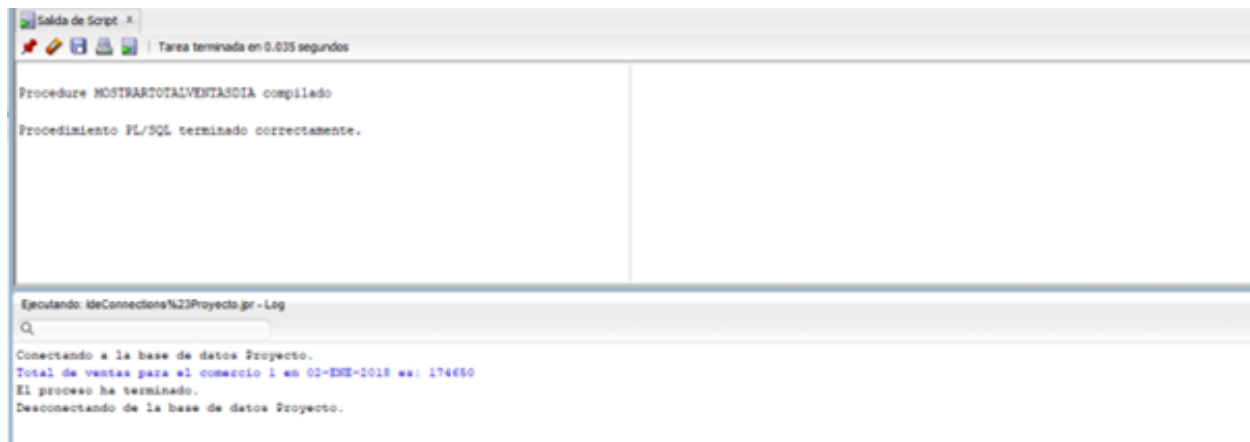 Salida de Script x
Tarea terminada en 0.035 segundos
Procedure MOSTRARTOTALVENTASDIA compilado
Procedimiento PL/SQL terminado correctamente.
Ejecutando: IdeConnections%23Proyecto.jpr - Log
Conectando a la base de datos Proyecto.
Total de ventas para el comercio 1 en 02-ENE-2018 es: 174650
El proceso ha terminado.
Desconectando de la base de datos Proyecto.